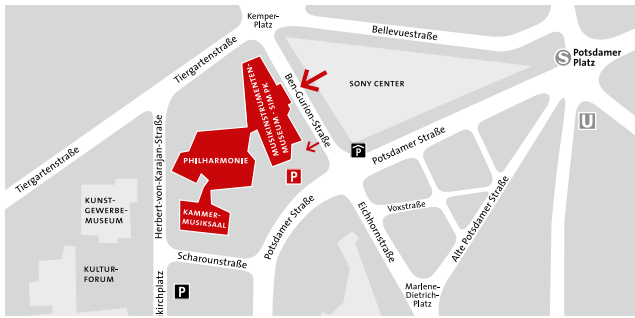 Kemper-
Platz
Bellevuestraße
Tiergartenstraße
S
Potsdamer
Platz
Ben-Gurion-Straße
SONY CENTER
MUSIKINSTRUMENTEN-
MUSEUM · SIM PK
U
Herbert-von-Karajan-Straße
Potsdamer Straße
P
PHILHARMONIE
Tiergartenstraße
P
KUNST-
GEWERBE-
MUSEUM
KAMMER-
MUSIKSAAL
Voxstraße
Alte Potsdamer Straße
Potsdamer Straße
Eichhornstraße
Scharounstraße
KULTUR-
FORUM
P
kirchplatz
Marlene-
Dietrich-
Platz